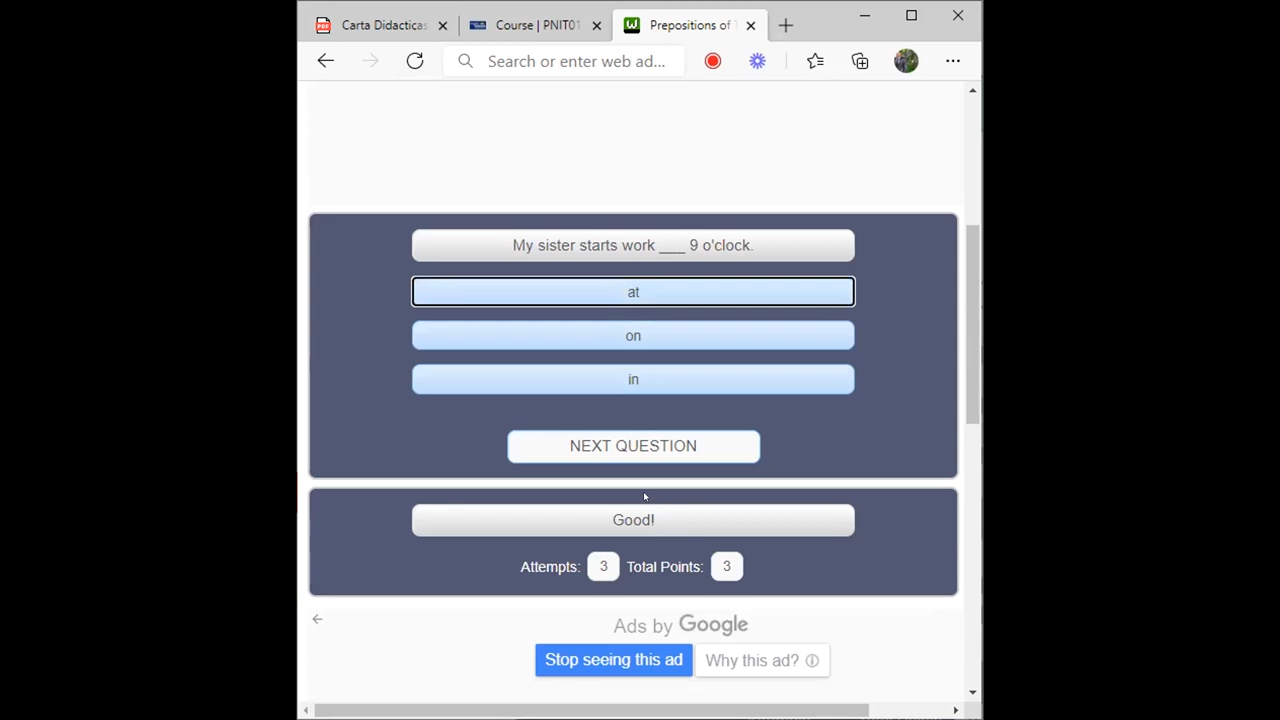 Carta Didacticas
Course | PNIT01
Prepositions of T
Search or enter web ad...
My sister starts work ___ 9 o'clock.
at
on
in
NEXT QUESTION
Good!
Attempts: 3 Total Points: 3
Ads by Google
Stop seeing this ad Why this ad?